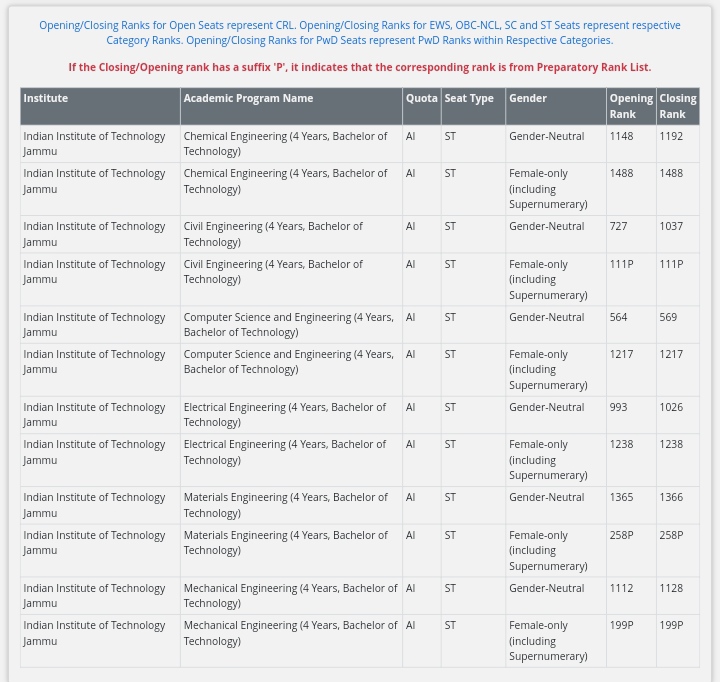 Opening/Closing Ranks for Open Seats represent CRL. Opening/Closing Ranks for EWS, OBC-NCL, SC and ST Seats represent respective
Category Ranks. Opening/Closing Ranks for PwD Seats represent PwD Ranks within Respective Categories.
If the Closing/Opening rank has a suffix 'P', it indicates that the corresponding rank is from Preparatory Rank List.
Institute Academic Program Name Quota Seat Type Gender Opening Closing
Rank Rank
Indian Institute of Technology Chemical Engineering (4 Years, Bachelor of AI ST Gender-Neutral 1148 1192
Jammu Technology)
Indian Institute of Technology Chemical Engineering (4 Years, Bachelor of AI ST Female-only 1488 1488
Jammu Technology) (including
Supernumerary)
Indian Institute of Technology Civil Engineering (4 Years, Bachelor of AI ST Gender-Neutral 727 1037
Jammu Technology)
Indian Institute of Technology Civil Engineering (4 Years, Bachelor of AI ST Female-only 111P 111P
Jammu Technology) (including
Supernumerary)
Indian Institute of Technology Computer Science and Engineering (4 Years, AI ST Gender-Neutral 564 569
Jammu Bachelor of Technology)
Indian Institute of Technology Computer Science and Engineering (4 Years, AI ST Female-only 1217 1217
Jammu Bachelor of Technology) (including
Supernumerary)
Indian Institute of Technology Electrical Engineering (4 Years, Bachelor of AI ST Gender-Neutral 993 1026
Jammu Technology)
Indian Institute of Technology Electrical Engineering (4 Years, Bachelor of AI ST Female-only 1238 1238
Jammu Technology) (including
Supernumerary)
Indian Institute of Technology Materials Engineering (4 Years, Bachelor of AI ST Gender-Neutral 1365 1366
Jammu Technology)
Indian Institute of Technology Materials Engineering (4 Years, Bachelor of AI ST Female-only 258P 258P
Jammu Technology) (including
Supernumerary)
Indian Institute of Technology Mechanical Engineering (4 Years, Bachelor of AI ST Gender-Neutral 1112 1128
Jammu Technology)
Indian Institute of Technology Mechanical Engineering (4 Years, Bachelor of AI ST Female-only 199P 199P
Jammu Technology) (including
Supernumerary)